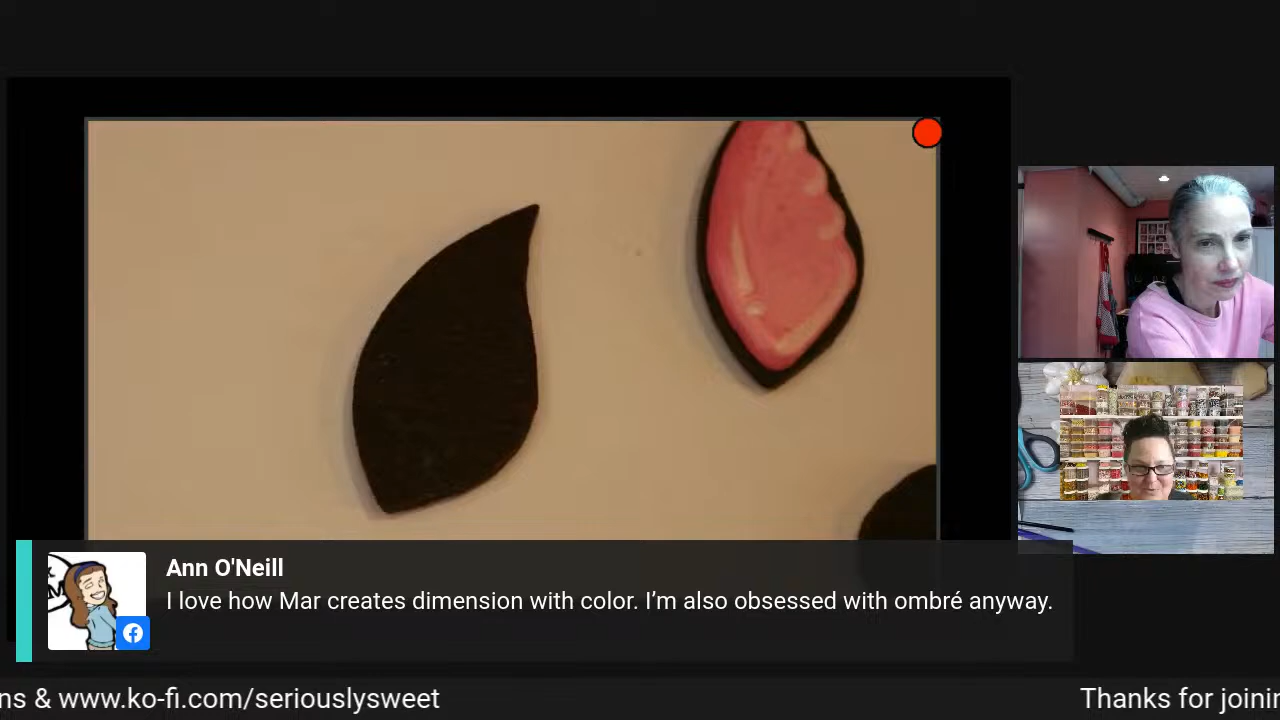 Ann O'Neill
I love how Mar creates dimension with color. I’m also obsessed with ombré anyway.
ns & www.ko-fi.com/seriouslysweet
Thanks for joinin